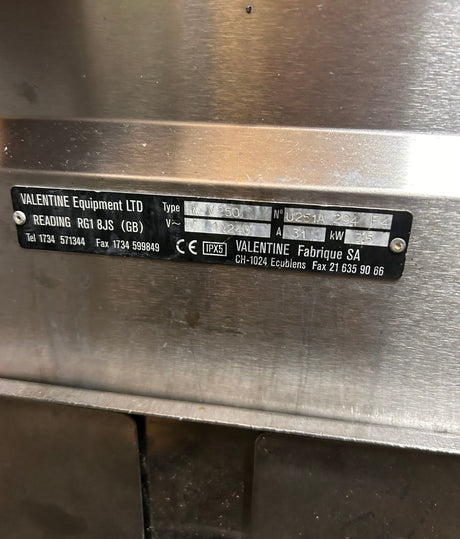 VALENTINE Equipment LTD
READING RG1 8JS (GB)
Tel 1734 571344 Fax 1734 599849
Type
N°
V~
A 31 kW
CE IPX5 VALENTINE Fabrique SA
CH-1024 Ecublens Fax 21 635 90 66